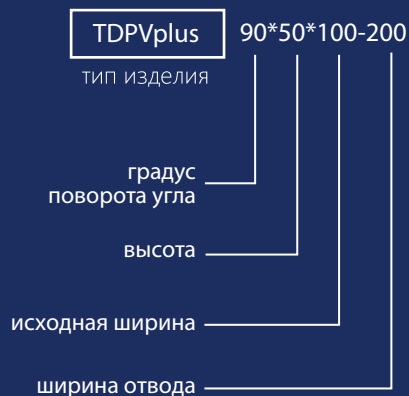 TDPVplus 90*50*100-200
тип изделия
градус
поворота угла
высота
исходная ширина
ширина отвода